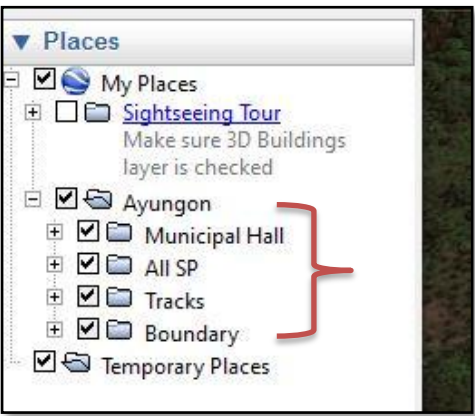 Places
My Places
Sightseeing Tour
Make sure 3D Buildings
layer is checked
Ayungon
Municipal Hall
All SP
Tracks
Boundary
Temporary Places